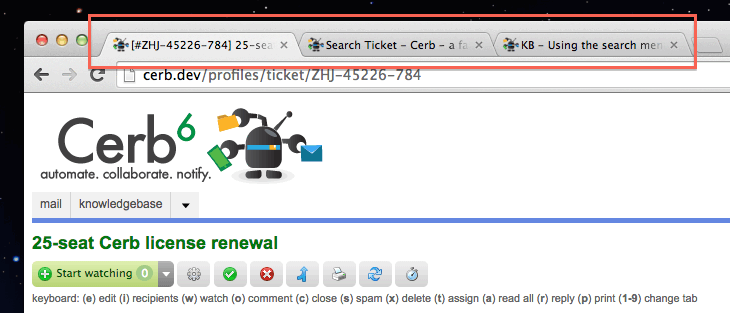 [#ZHJ-45226-784] 25-sea
Search Ticket – Cerb – a fa
KB – Using the search men
cerb.dev/profiles/ticket/ZHJ-45226-784
Cerb6
automate. collaborate. notify.
mail knowledgebase
25-seat Cerb license renewal
Start watching 0
keyboard: (e) edit (i) recipients (w) watch (o) comment (c) close (s) spam (x) delete (t) assign (a) read all (r) reply (p) print (1-9) change tab